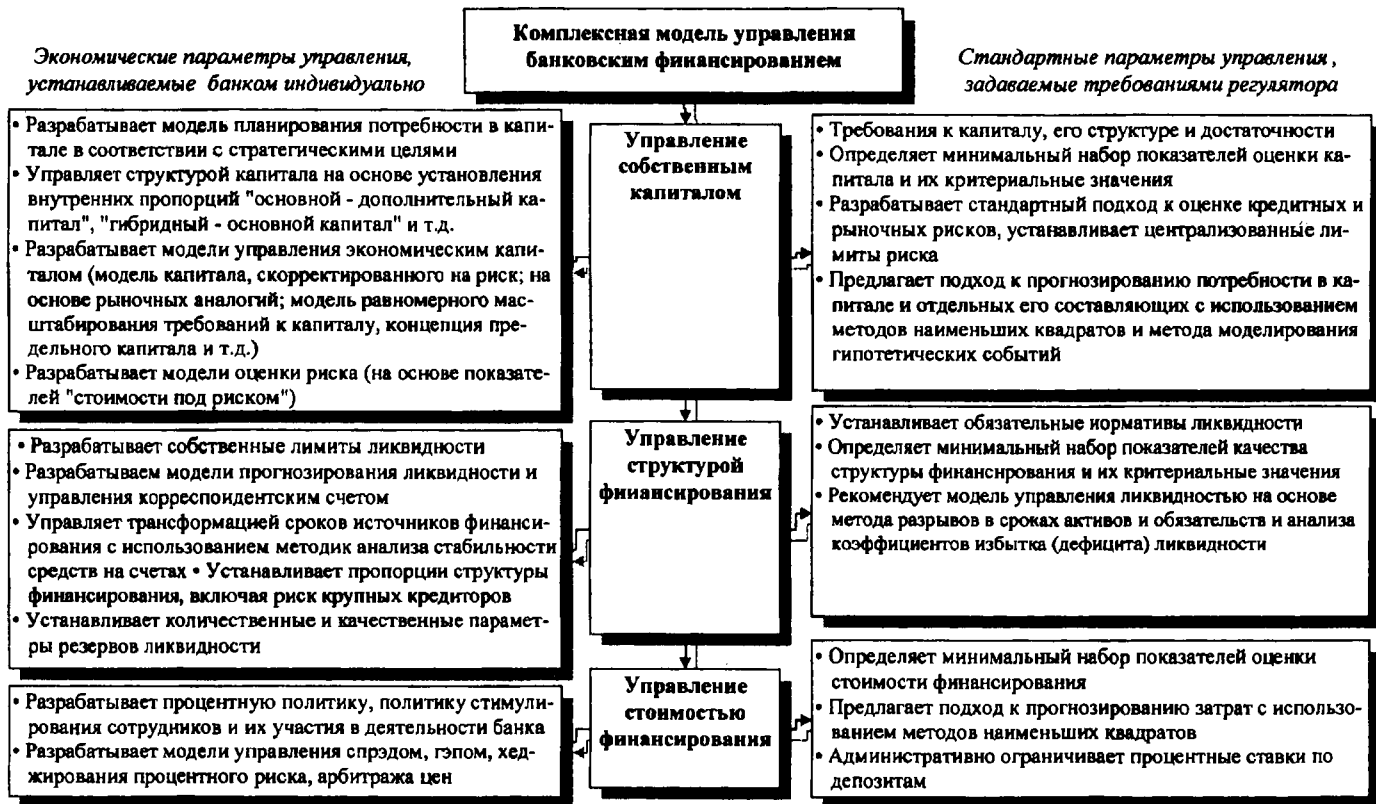 Комплексная модель управления
банковским финансированием
Экономические параметры управления,
устанавливаемые банком индивидуально
Стандартные параметры управления ,
задаваемые требованиями регулятора
• Разрабатывает модель планирования потребности в капи-
тале в соответствии с стратегическими целями
• Управляет структурой капитала на основе установления
внутренних пропорций "основной - дополнительный ка-
питал", "гибридный - основной капитал" и т.д.
• Разрабатывает модели управления экономическим капи-
талом (модель капитала, скорректированного на риск; на
основе рыночных аналогий; модель равномерного мас-
штабирования требований к капиталу, концепция пре-
дельного капитала и т.д.)
• Разрабатывает модели оценки риска (на основе показате-
лей "стоимости под риском")
Управление
собственным
капиталом
• Требования к капиталу, его структуре и достаточности
• Определяет минимальный набор показателей оценки ка-
питала и их критериальные значения
• Разрабатывает стандартный подход к оценке кредитных и
рыночных рисков, устанавливает централизованные ли-
миты риска
• Предлагает подход к прогнозированию потребности в ка-
питале и отдельных его составляющих с использованием
методов наименьших квадратов и метода моделирования
гипотетических событий
• Разрабатывает собственные лимиты ликвидности
• Разрабатываем модели прогнозирования ликвидности и
управления корреспоидентским счетом
• Управляет трансформацией сроков источников финанси-
рования с использованием методик анализа стабильности
средств на счетах • Устанавливает пропорции структуры
финансирования, включая риск крупных кредиторов
• Устанавливает количественные и качественные парамет-
ры резервов ликвидности
Управление
структурой
финансирования
• Устанавливает обязательные иормативы ликвидности
• Определяет минимальный набор показателей качества
структуры финансирования и их критериальные значения
• Рекомендует модель управления ликвидностью на основе
метода разрывов в сроках активов и обязательств и анализа
коэффициентов избытка (дефицита) ликвидности
• Разрабатывает процентную политику, политику стимули-
рования сотрудников и их участия в деятельности банка
• Разрабатывает модели управления спрэдом, гэпом, хед-
жирования процентного риска, арбитража цен
Управление
стоимостью
финансирования
• Определяет минимальный набор показателей оценки
стоимости финансирования
• Предлагает подход к прогнозированию затрат с использо-
ванием методов наименьших квадратов
• Административно ограничивает процентные ставки по
депозитам